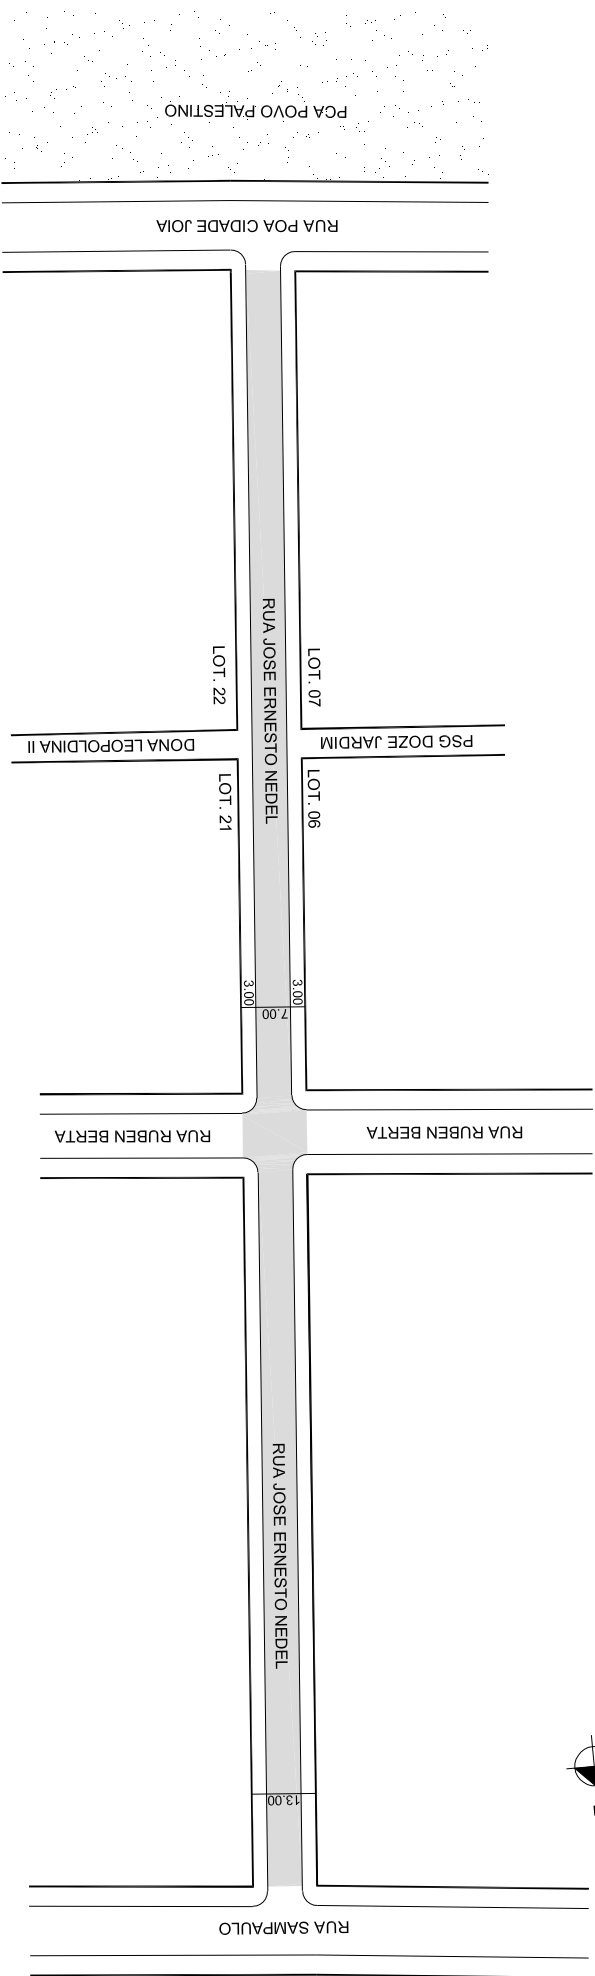 PCA POVO PALESTINO
RUA POA CIDADE JOIA
RUA JOSE ERNESTO NEDEL
LOT. 22
LOT. 07
DONA LEOPOLDINA II
PSG DOZE JARDIM
LOT. 21
LOT. 06
3.00
7.00
3.00
RUA RUBEN BERTA
RUA RUBEN BERTA
RUA JOSE ERNESTO NEDEL
13.00
RUA SAMPAULO